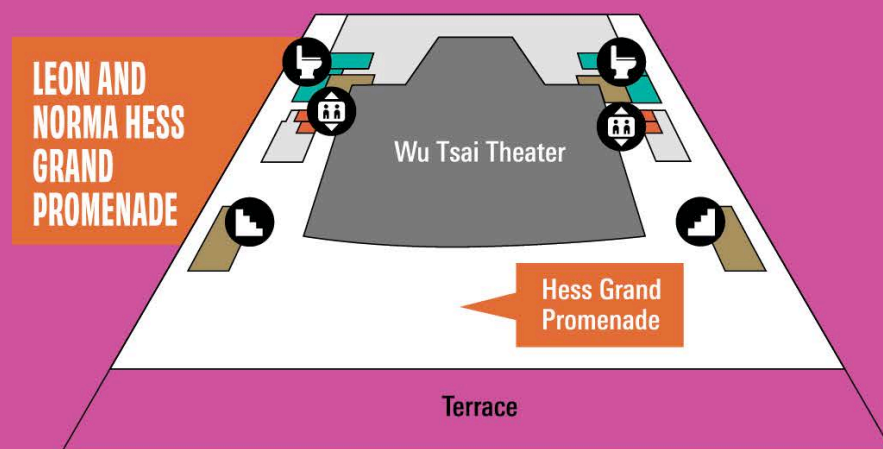 LEON AND
NORMA HESS
GRAND
PROMENADE
Wu Tsai Theater
Hess Grand
Promenade
Terrace